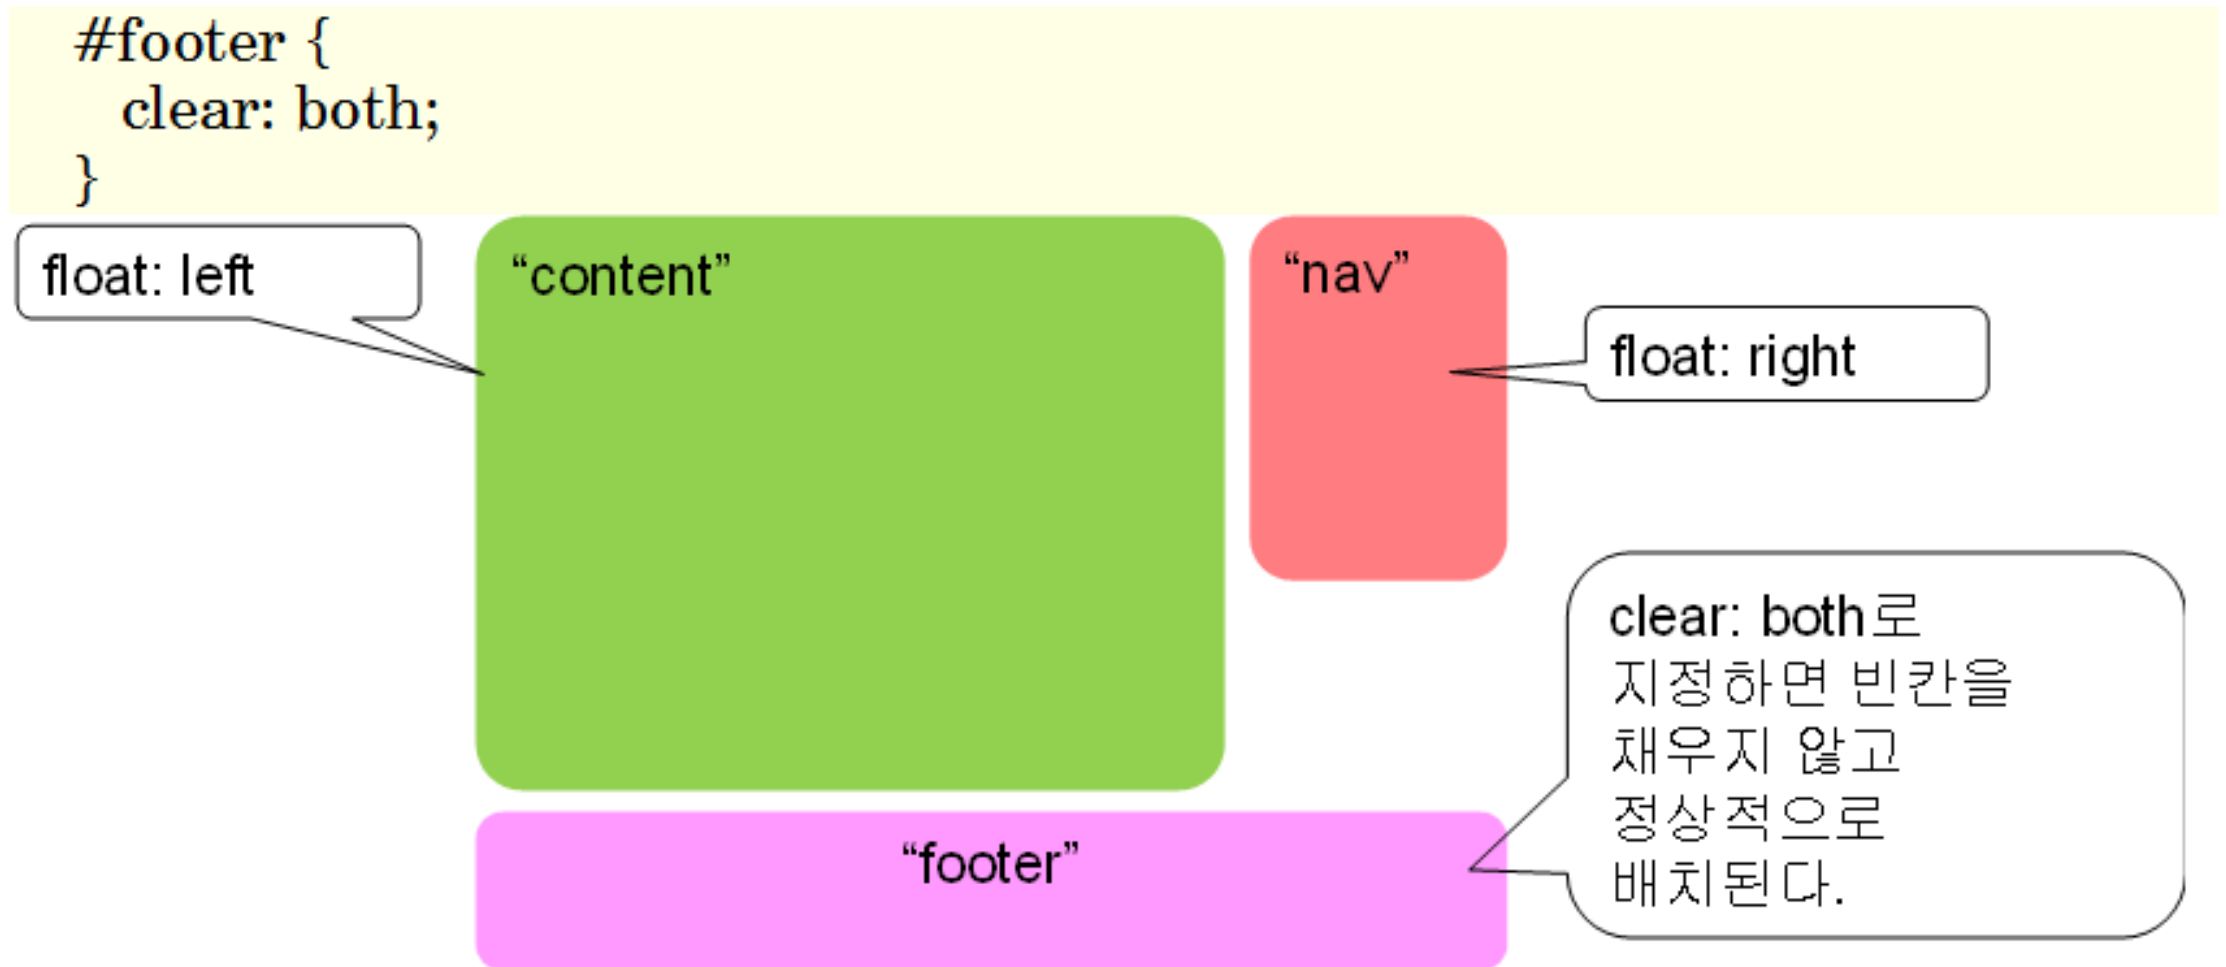 #footer {
clear: both;
}
float: left
“content”
“nav”
float: right
clear: both로
지정하면 빈칸을
채우지 않고
정상적으로
배치된다.
“footer”